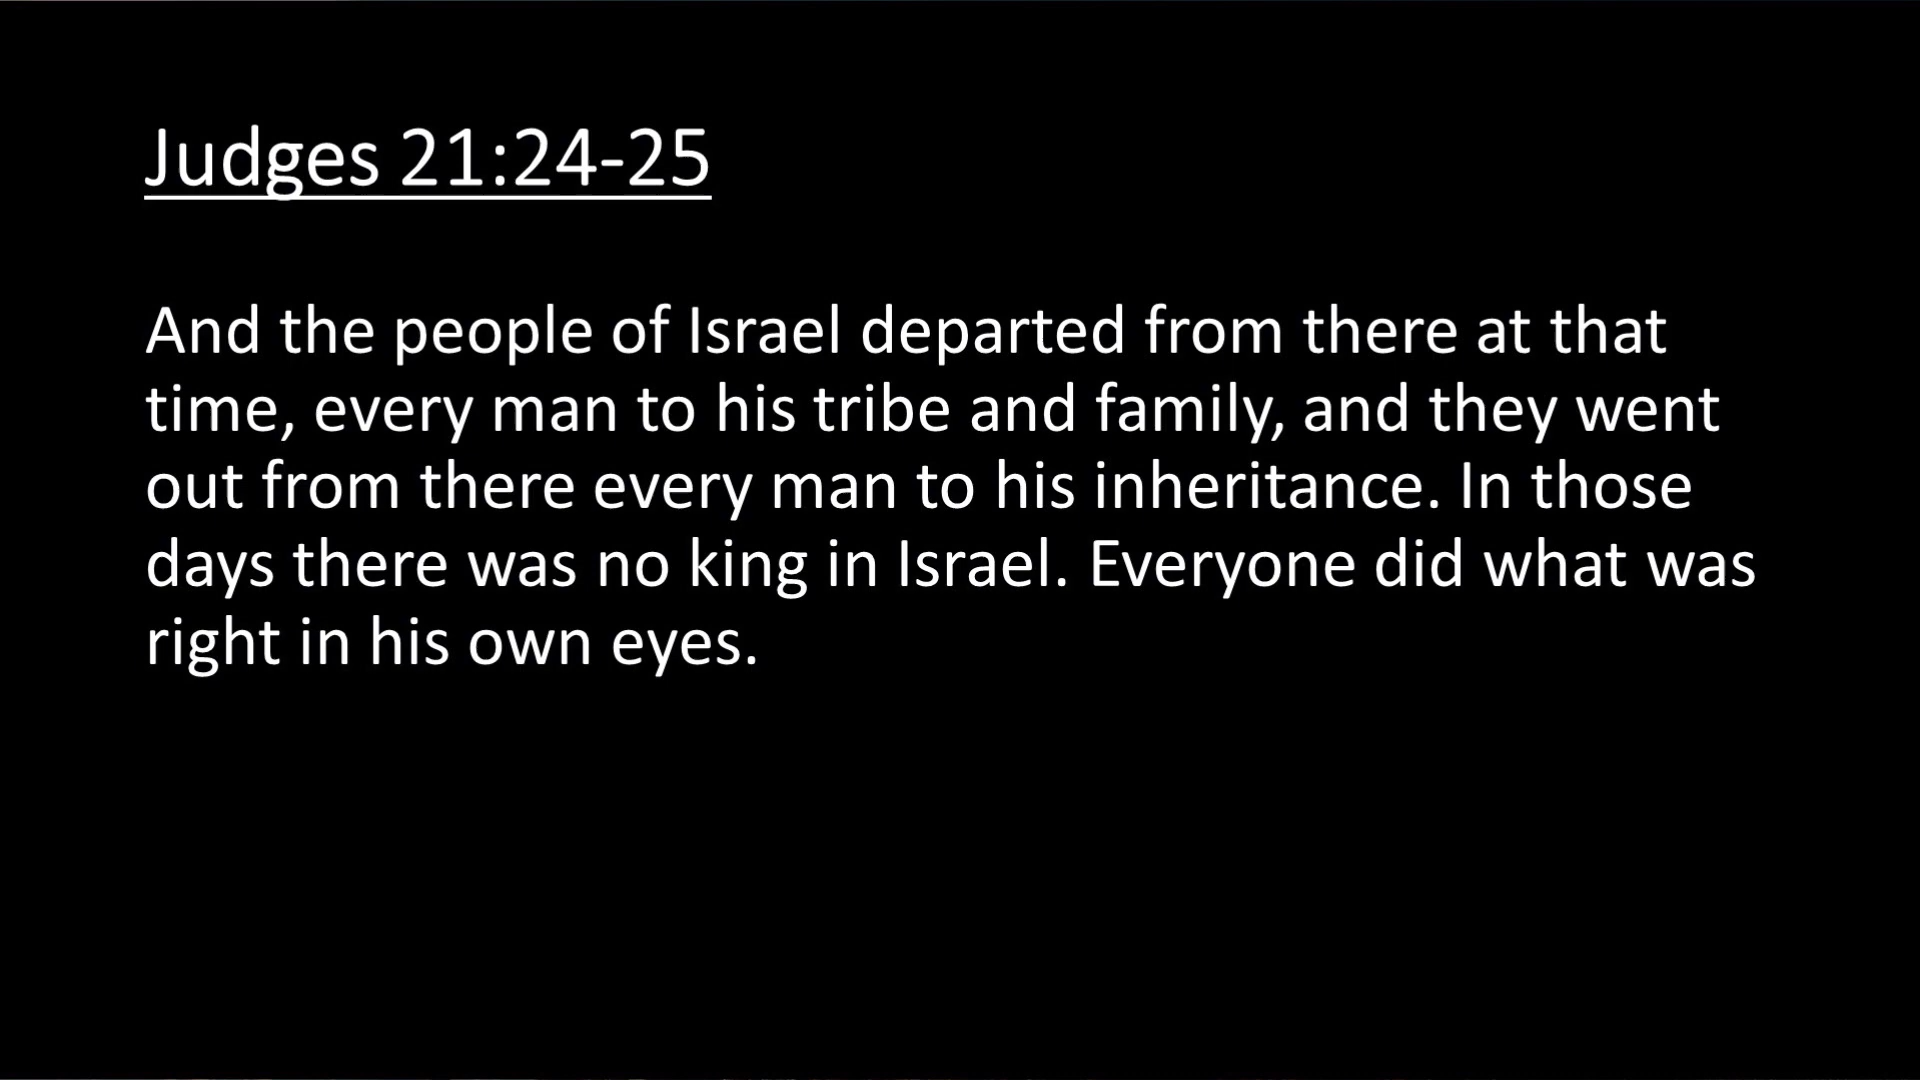 Judges 21:24-25
And the people of Israel departed from there at that
time, every man to his tribe and family, and they went
out from there every man to his inheritance. In those
days there was no king in Israel. Everyone did what was
right in his own eyes.